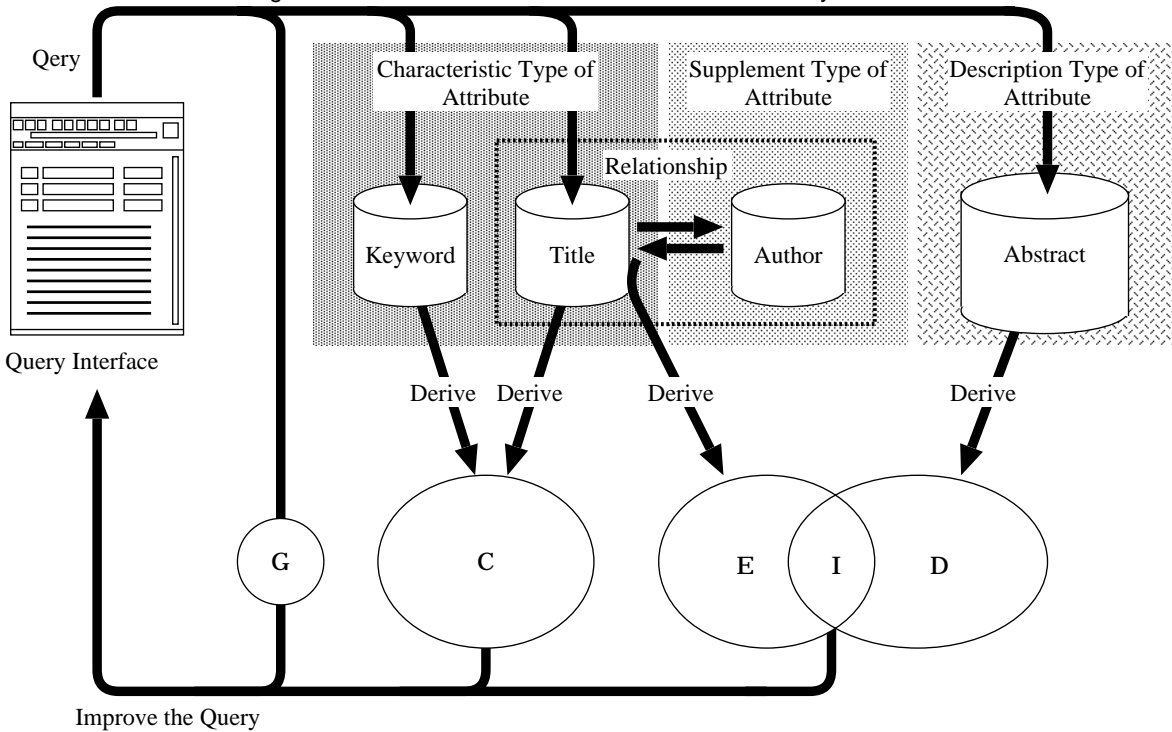 Qery
Characteristic Type of
Attribute
Supplement Type of
Attribute
Description Type of
Attribute
Relationship
Keyword
Title
Author
Abstract
Query Interface
Derive
Derive
Derive
Derive
G
C
E
I
D
Improve the Query